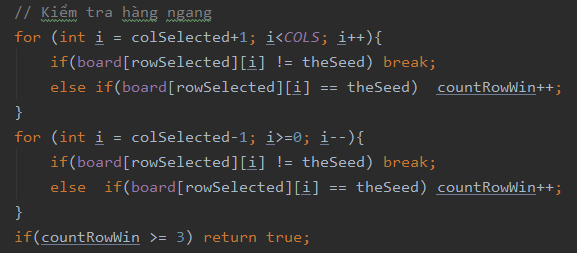 // Kiểm tra hàng ngang
for (int i = colSelected+1; i<COLS; i++){
    if(board[rowSelected][i] != theSeed) break;
    else if(board[rowSelected][i] == theSeed)  countRowWin++;
}
for (int i = colSelected-1; i>=0; i--){
    if(board[rowSelected][i] != theSeed) break;
    else  if(board[rowSelected][i] == theSeed) countRowWin++;
}
if(countRowWin >= 3) return true;